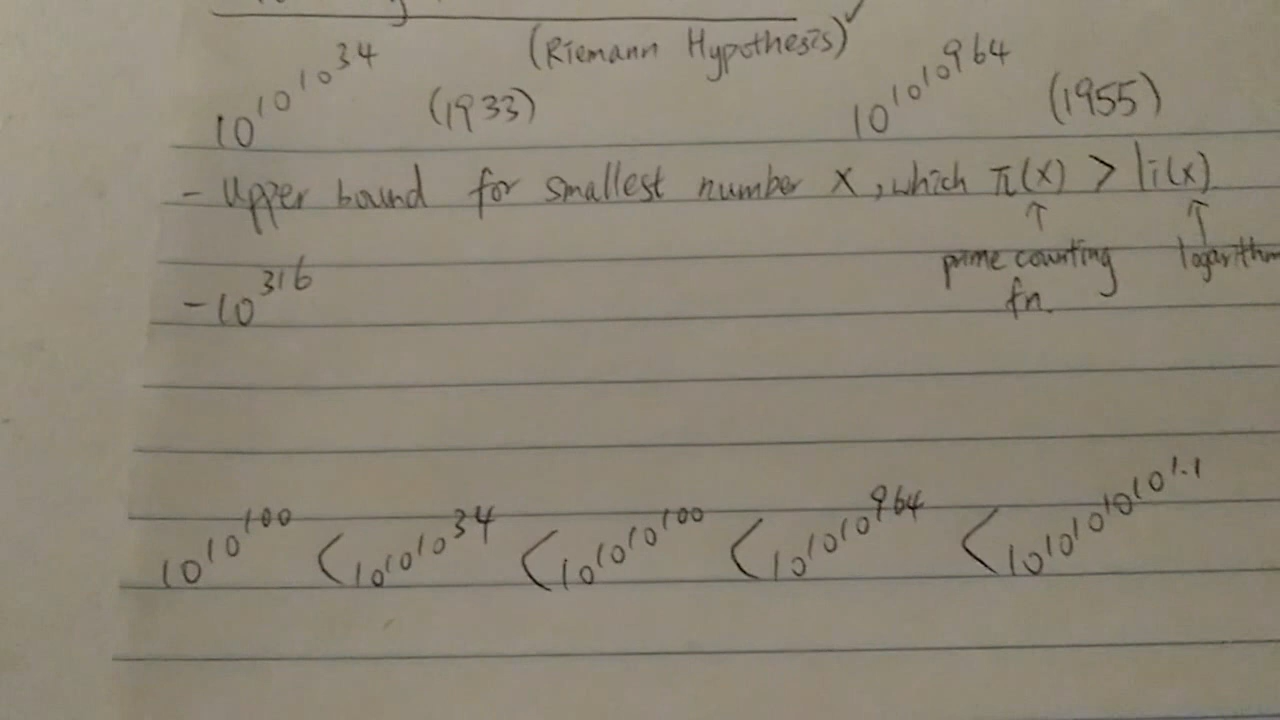 (Riemann Hypothesis) ✓
10^10^10^34 (1933) 10^10^10^964 (1955)
- Upper bound for smallest number x, which π(x) > li(x)
↑ ↑
prime counting logarithm
fn.
- 10^316
10^10^100 < 10^10^10^34 < 10^10^10^100 < 10^10^10^964 < 10^10^10^10^10^1.1